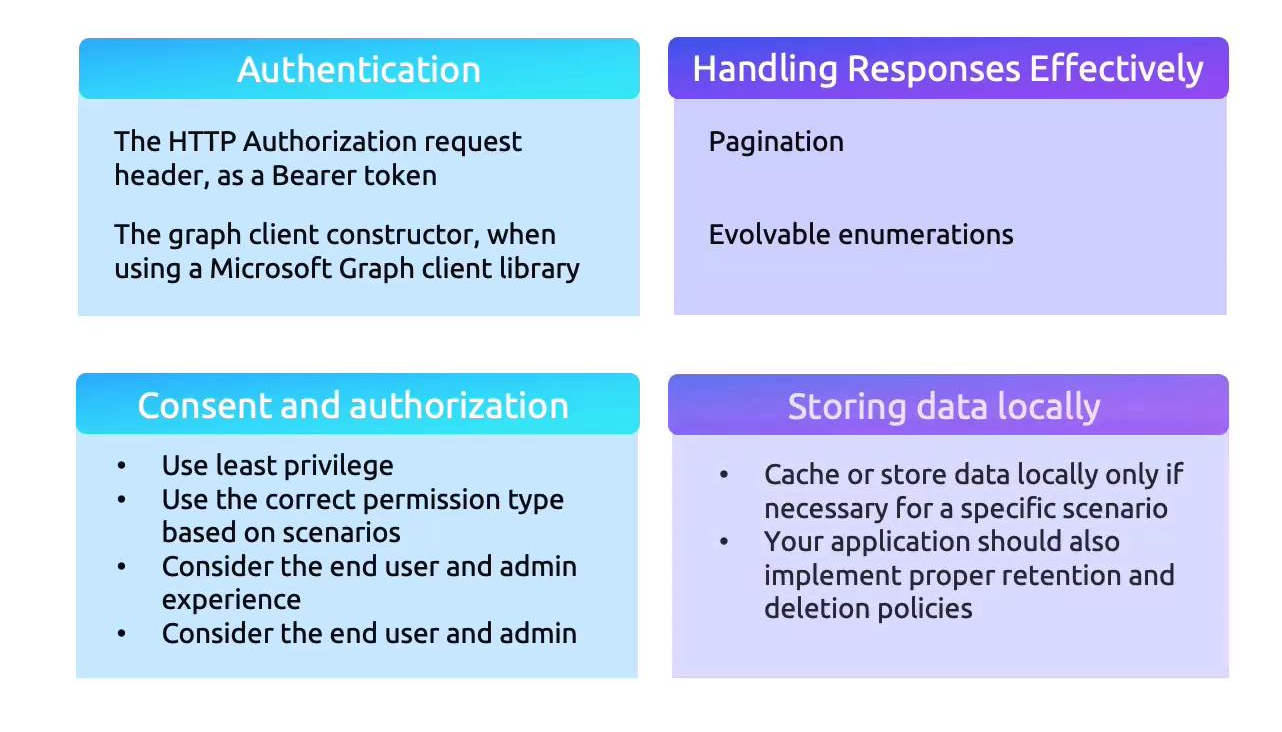 Authentication
The HTTP Authorization request
header, as a Bearer token
The graph client constructor, when
using a Microsoft Graph client library
Handling Responses Effectively
Pagination
Evolvable enumerations
Consent and authorization
• Use least privilege
• Use the correct permission type
based on scenarios
• Consider the end user and admin
experience
• Consider the end user and admin
Storing data locally
• Cache or store data locally only if
necessary for a specific scenario
• Your application should also
implement proper retention and
deletion policies